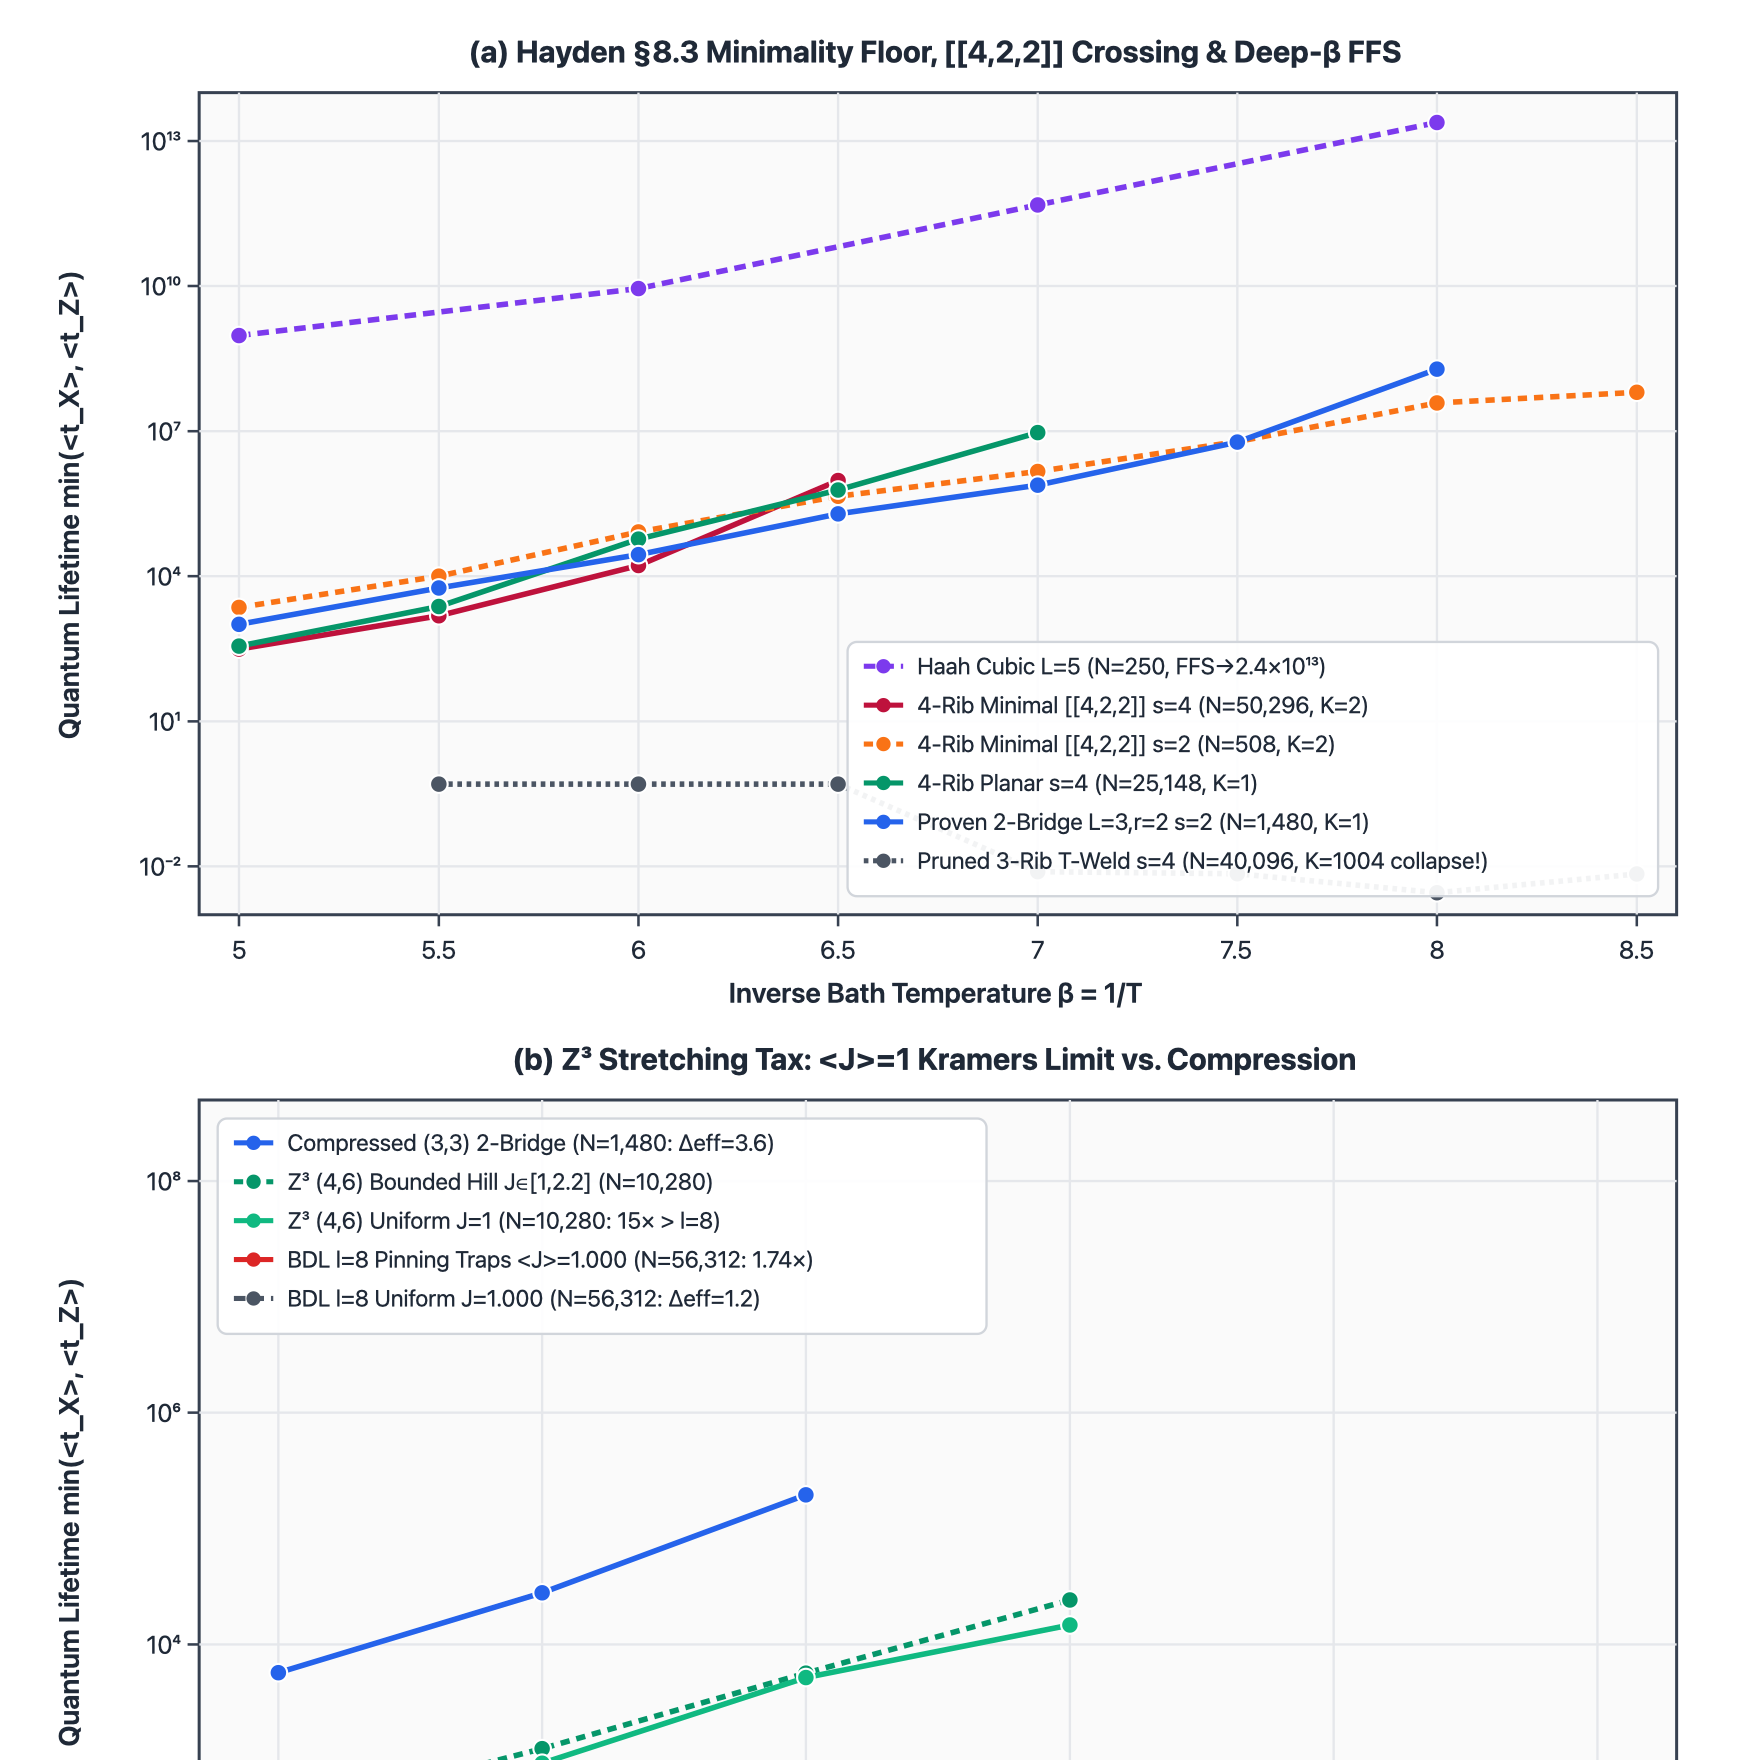 (a) Hayden §8.3 Minimality Floor, [[4,2,2]] Crossing & Deep-β FFS
Quantum Lifetime min(<t_X>, <t_Z>)
10¹³
10¹⁰
10⁷
10⁴
10¹
10⁻²
Haah Cubic L=5 (N=250, FFS→2.4×10¹³)
4-Rib Minimal [[4,2,2]] s=4 (N=50,296, K=2)
4-Rib Minimal [[4,2,2]] s=2 (N=508, K=2)
4-Rib Planar s=4 (N=25,148, K=1)
Proven 2-Bridge L=3,r=2 s=2 (N=1,480, K=1)
Pruned 3-Rib T-Weld s=4 (N=40,096, K=1004 collapse!)
5 5.5 6 6.5 7 7.5 8 8.5
Inverse Bath Temperature β = 1/T
(b) Z³ Stretching Tax: <J>=1 Kramers Limit vs. Compression
Quantum Lifetime min(<t_X>, <t_Z>)
10⁸
10⁶
10⁴
Compressed (3,3) 2-Bridge (N=1,480: Δeff=3.6)
Z³ (4,6) Bounded Hill J∈[1,2.2] (N=10,280)
Z³ (4,6) Uniform J=1 (N=10,280: 15× > l=8)
BDL l=8 Pinning Traps <J>=1.000 (N=56,312: 1.74×)
BDL l=8 Uniform J=1.000 (N=56,312: Δeff=1.2)